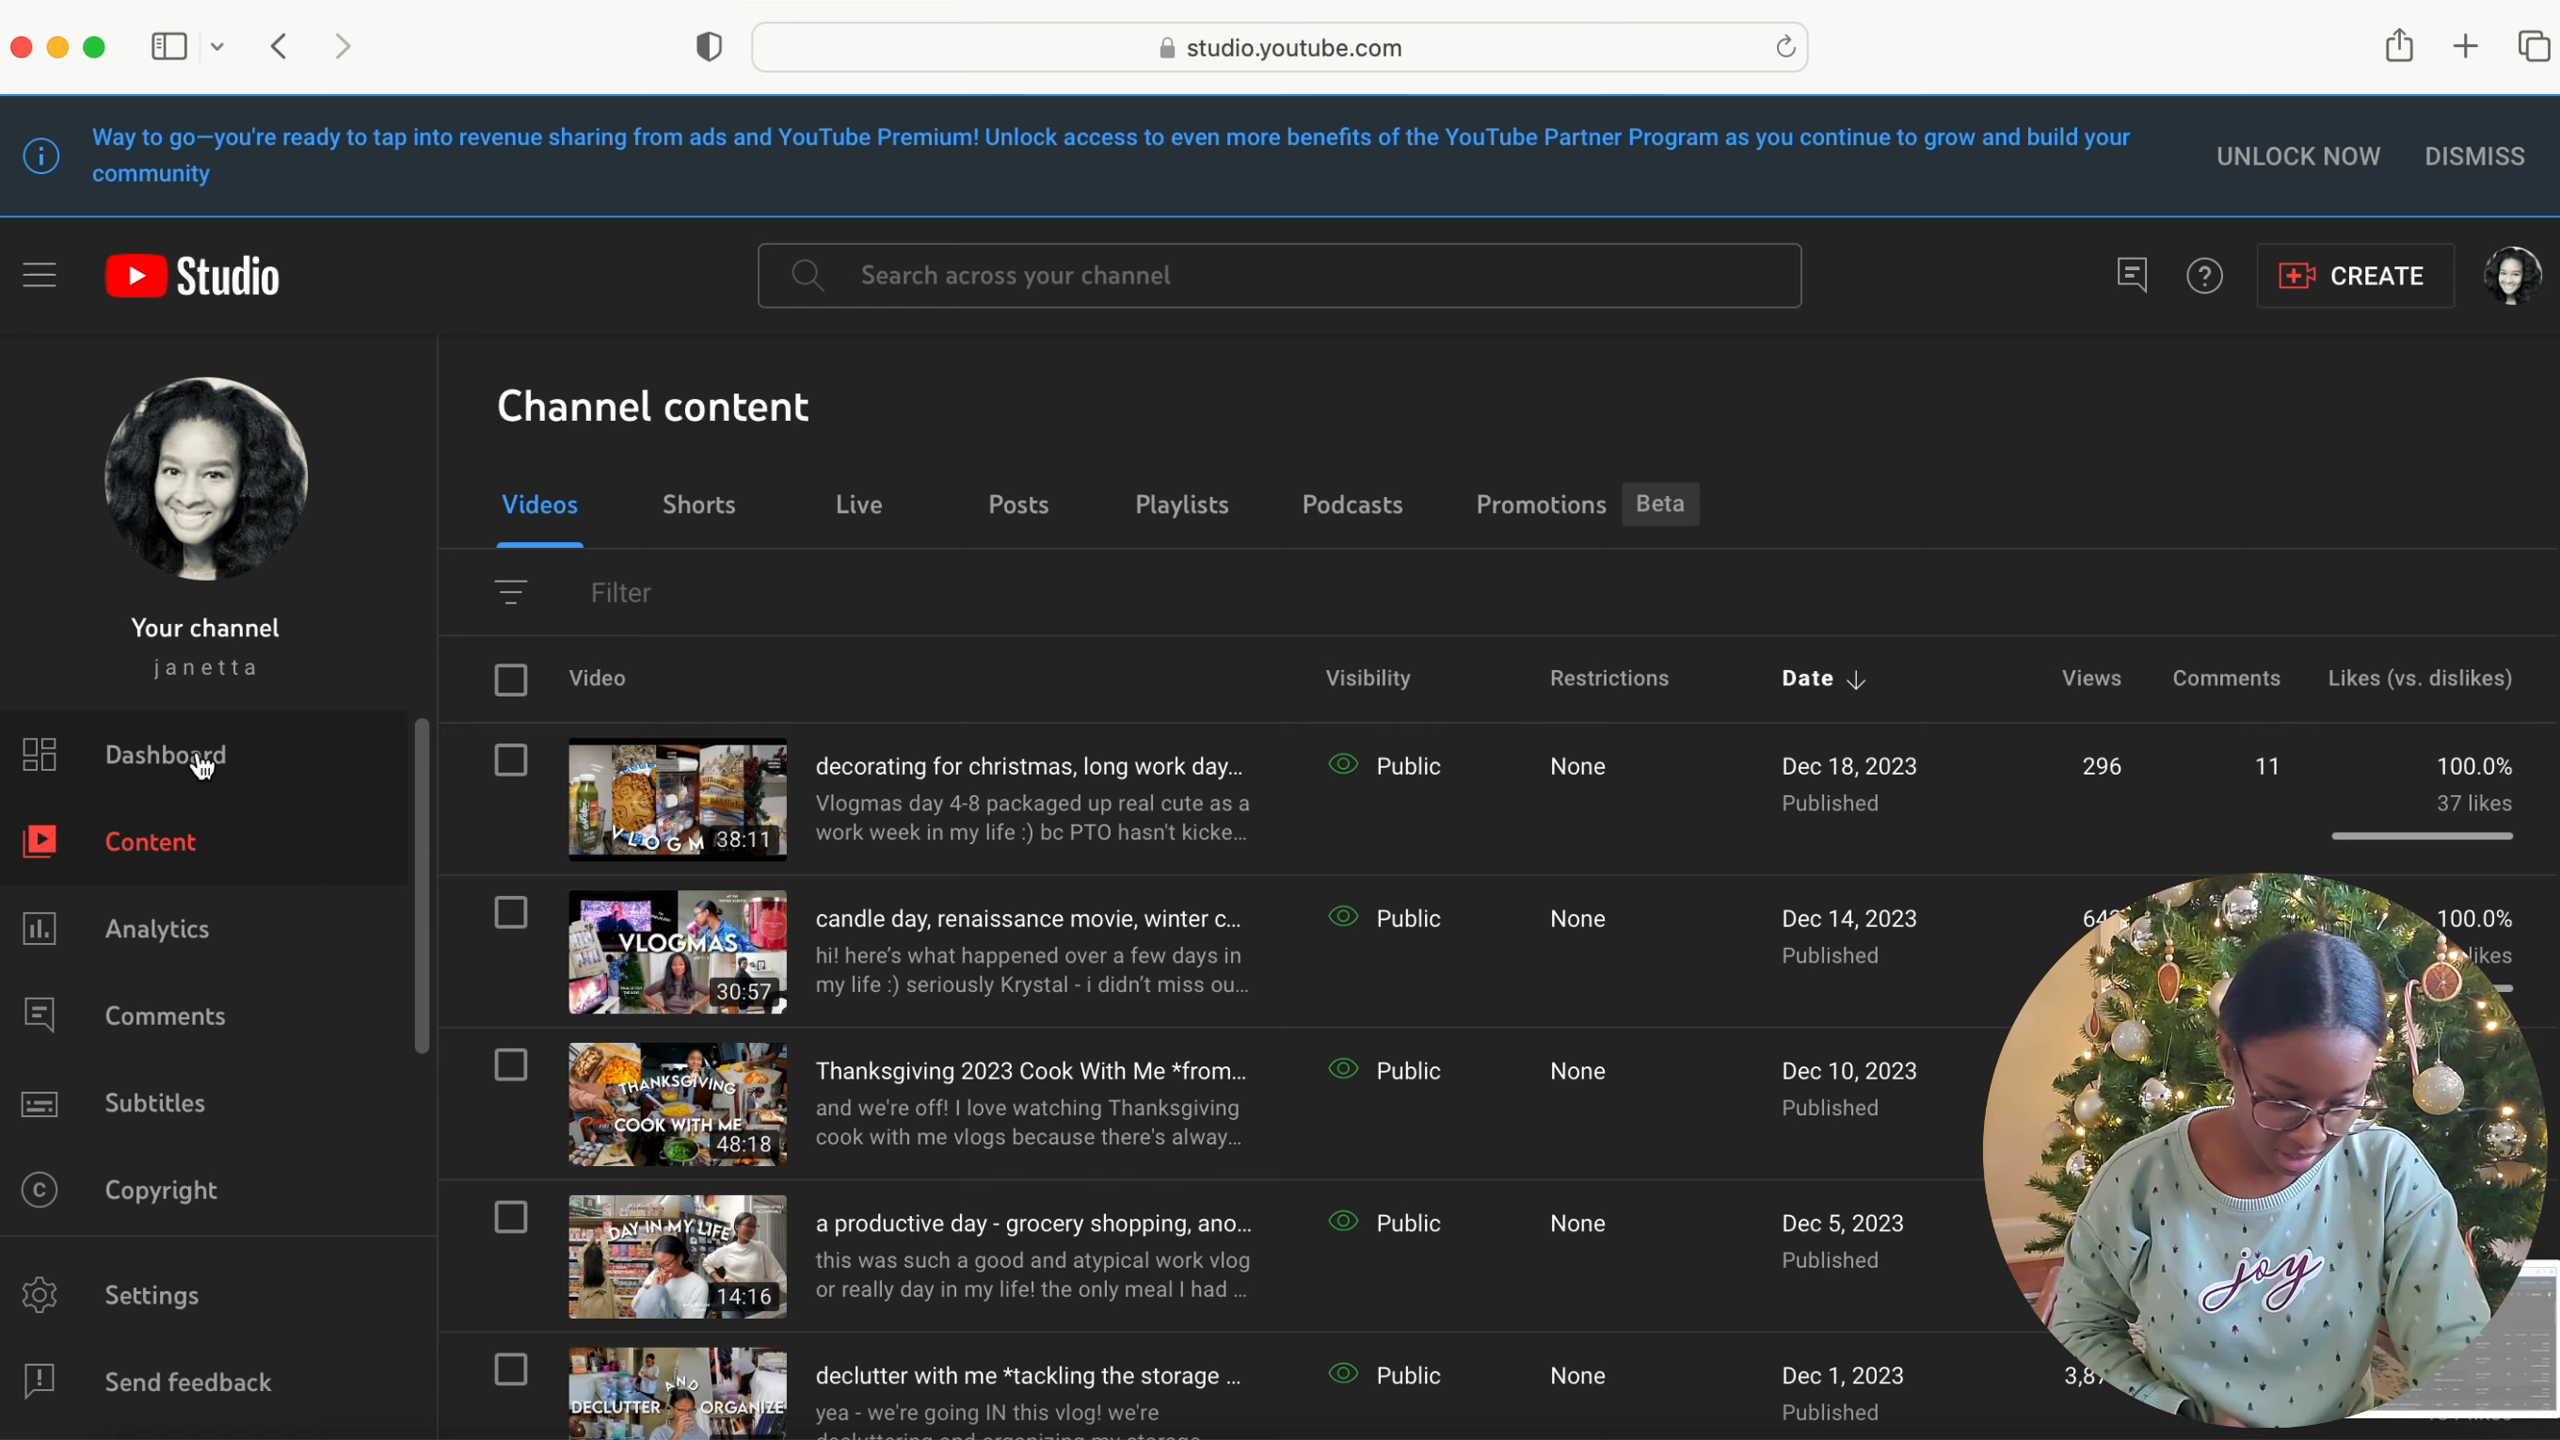 studio.youtube.com
Way to go—you're ready to tap into revenue sharing from ads and YouTube Premium! Unlock access to even more benefits of the YouTube Partner Program as you continue to grow and build your
community
UNLOCK NOW
DISMISS
Studio
Search across your channel
CREATE
Your channel
janetta
Dashboard
Content
Analytics
Comments
Subtitles
Copyright
Settings
Send feedback
Channel content
Videos
Shorts
Live
Posts
Playlists
Podcasts
Promotions
Beta
Filter
Video
Visibility
Restrictions
Date
Views
Comments
Likes (vs. dislikes)
VLOGM
38:11
decorating for christmas, long work day...
Vlogmas day 4-8 packaged up real cute as a
work week in my life :) bc PTO hasn't kicke...
Public
None
Dec 18, 2023
Published
296
11
100.0%
37 likes
VLOGMAS
30:57
candle day, renaissance movie, winter c...
hi! here's what happened over a few days in
my life :) seriously Krystal - i didn't miss ou...
Public
None
Dec 14, 2023
Published
100.0%
likes
THANKSGIVING
COOK WITH ME
48:18
Thanksgiving 2023 Cook With Me *from...
and we're off! I love watching Thanksgiving
cook with me vlogs because there's alway...
Public
None
Dec 10, 2023
Published
DAY IN MY LIFE
14:16
a productive day - grocery shopping, ano...
this was such a good and atypical work vlog
or really day in my life! the only meal I had ...
Public
None
Dec 5, 2023
Published
AND
DECLUTTER ORGANIZE
declutter with me *tackling the storage ...
yea - we're going IN this vlog! we're
Public
None
Dec 1, 2023
Published
joy